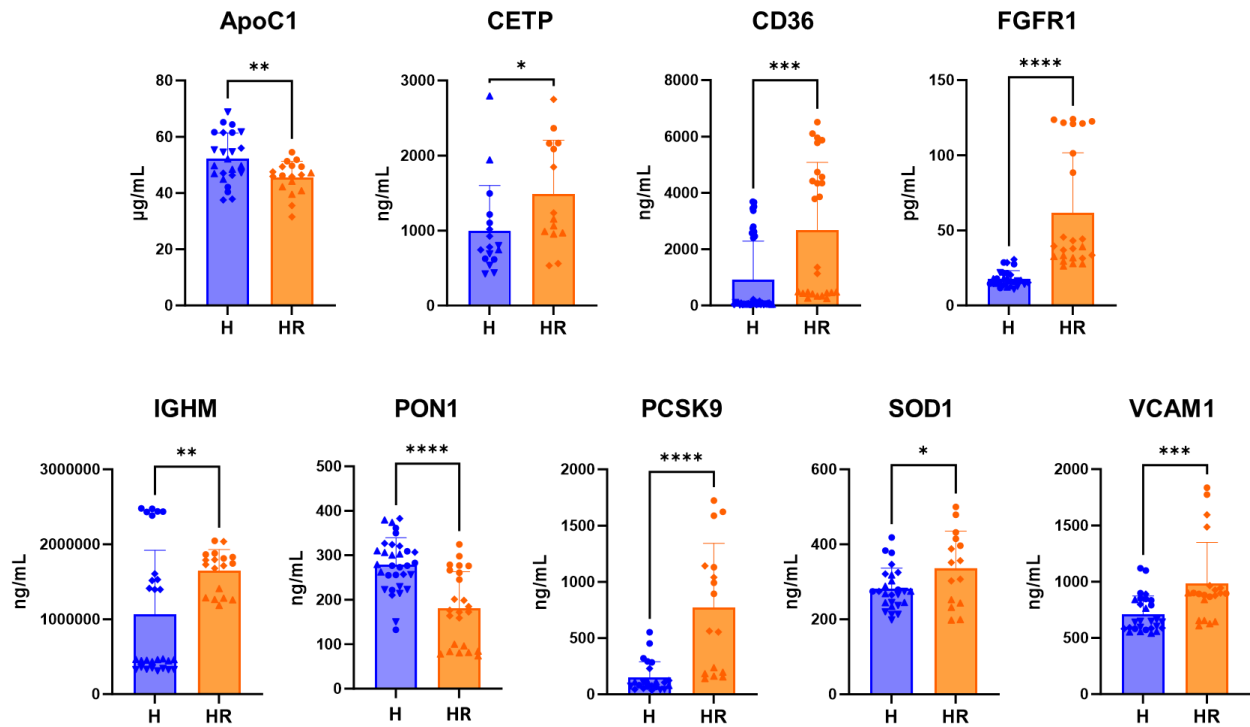 ApoC1 CETP CD36 FGFR1
** * *** ****
80 3000 8000 150
60 6000
2000 100
40 4000
1000 50
20 2000
0 0 0 0
µg/mL ng/mL ng/mL pg/mL
H HR H HR H HR H HR
IGHM PON1 PCSK9 SOD1 VCAM1
** **** **** * ***
3000000 500 2000 600 2000
400
2000000 1500 400 1500
300
1000 1000
200
1000000 200
100 500 500
0 0 0 0 0
ng/mL ng/mL ng/mL ng/mL ng/mL
H HR H HR H HR H HR H HR